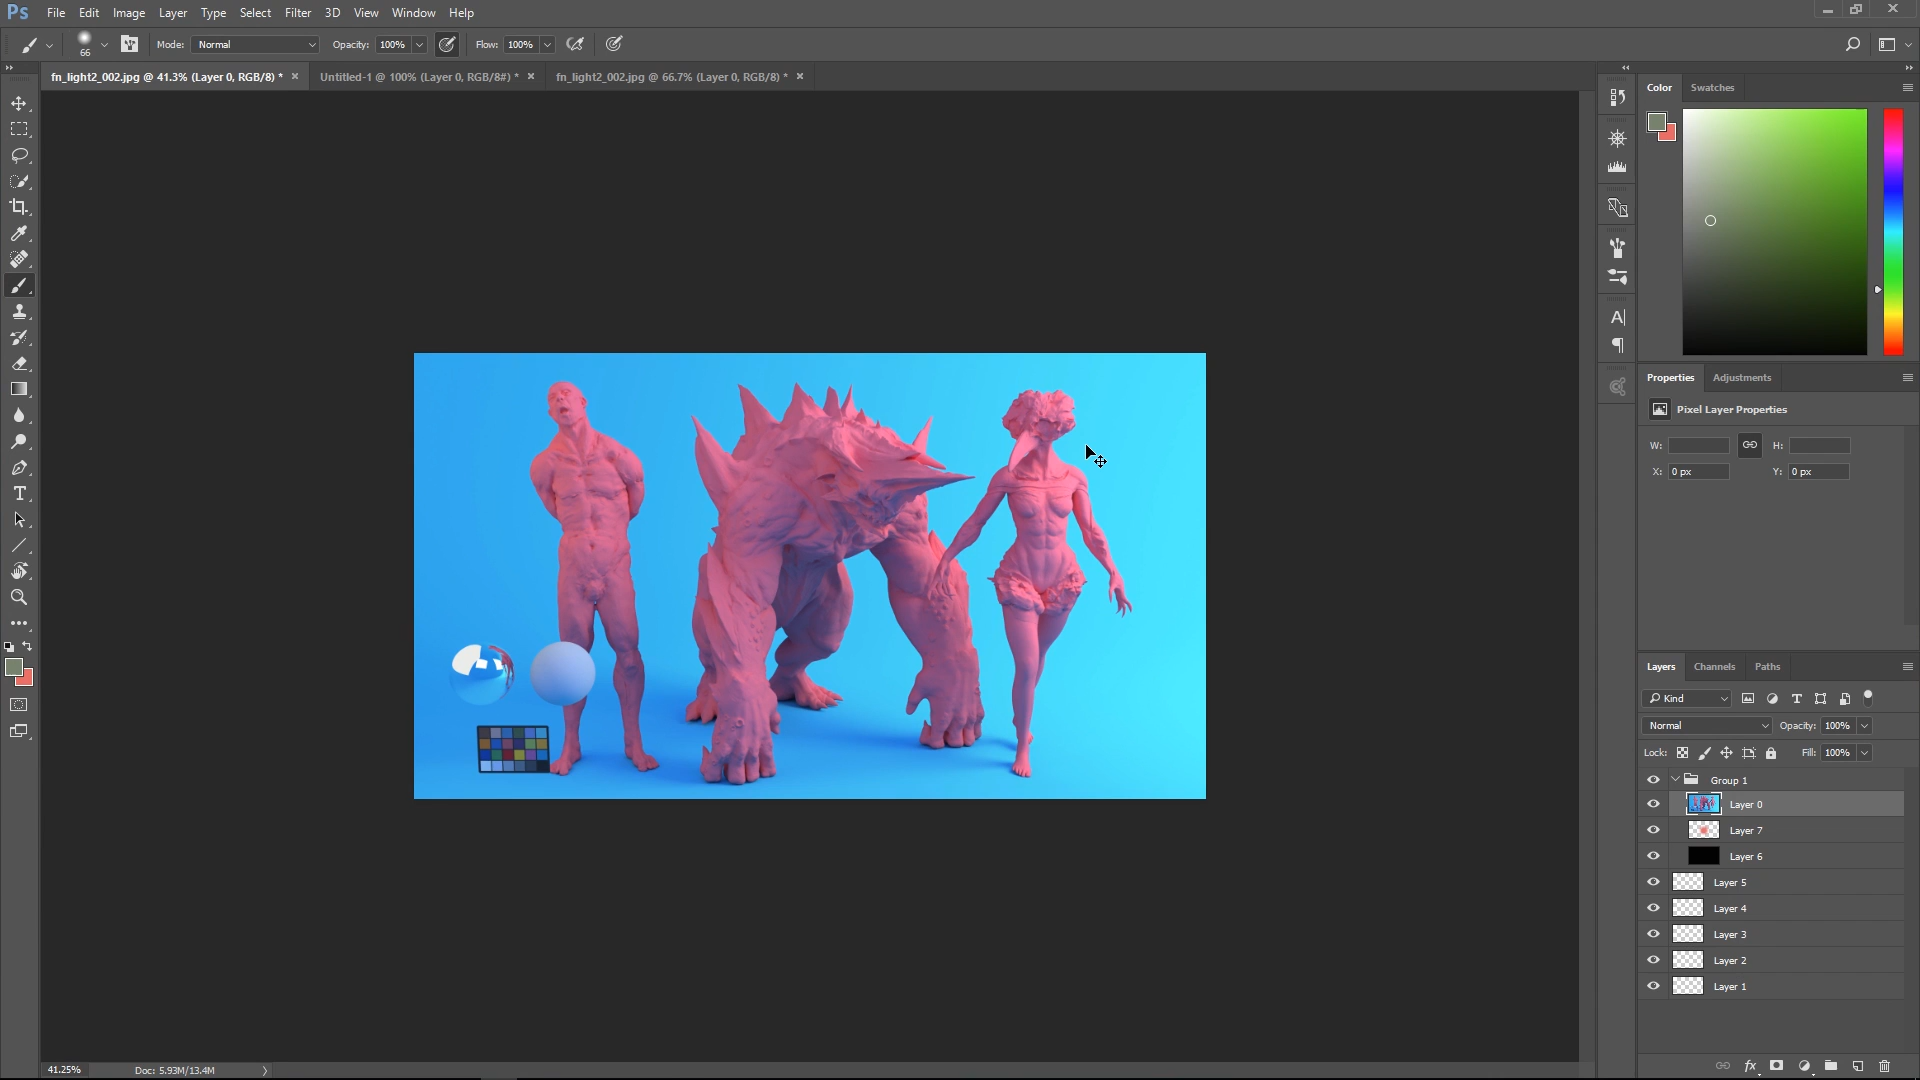 Ps File Edit Image Layer Type Select Filter 3D View Window Help
66 Mode: Normal Opacity: 100% Flow: 100%
fn_light2_002.jpg @ 41.3% (Layer 0, RGB/8) * × Untitled-1 @ 100% (Layer 0, RGB/8#) * × fn_light2_002.jpg @ 66.7% (Layer 0, RGB/8) * ×
Color Swatches
Properties Adjustments
Pixel Layer Properties
W: H:
X: 0 px Y: 0 px
Layers Channels Paths
Kind
Normal Opacity: 100%
Lock: Fill: 100%
Group 1
Layer 0
Layer 7
Layer 6
Layer 5
Layer 4
Layer 3
Layer 2
Layer 1
fx
41.25% Doc: 5.93M/13.4M